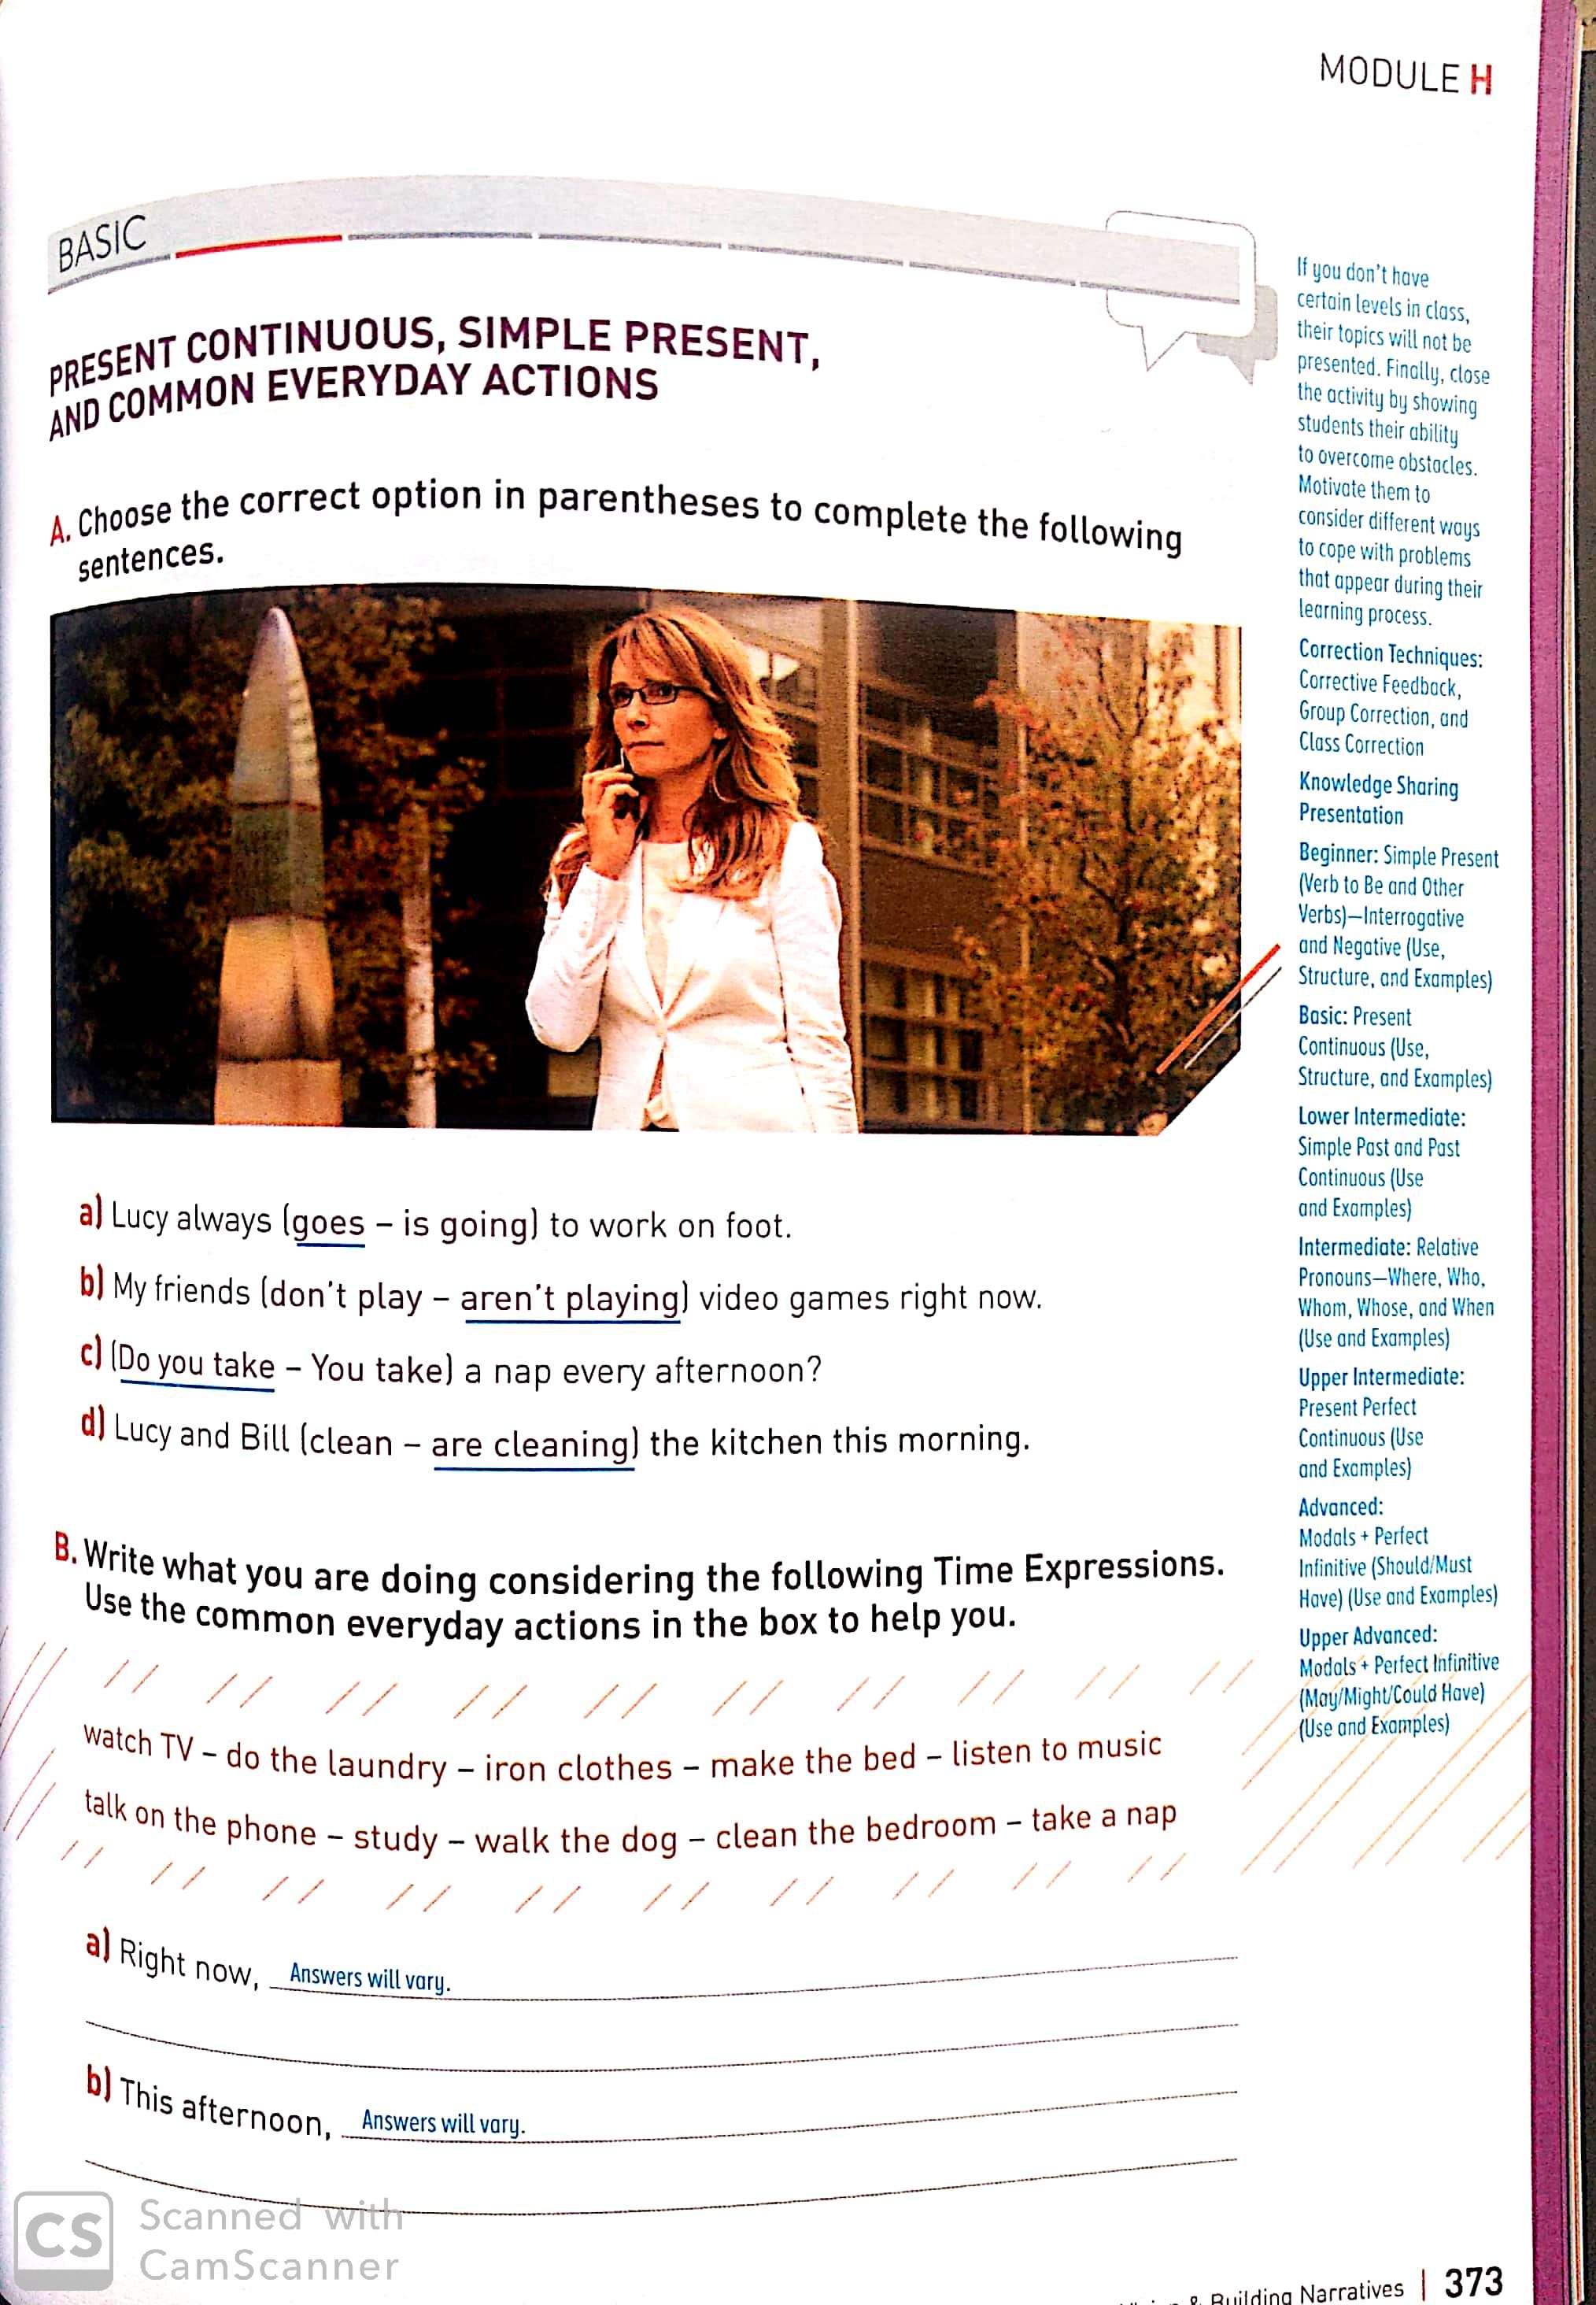 MODULE H
BASIC
PRESENT CONTINUOUS, SIMPLE PRESENT,
AND COMMON EVERYDAY ACTIONS
A. Choose the correct option in parentheses to complete the following
sentences.
a) Lucy always (goes – is going) to work on foot.
b) My friends (don't play – aren't playing) video games right now.
c) (Do you take – You take) a nap every afternoon?
d) Lucy and Bill (clean – are cleaning) the kitchen this morning.
B. Write what you are doing considering the following Time Expressions.
Use the common everyday actions in the box to help you.
watch TV – do the laundry – iron clothes – make the bed – listen to music
talk on the phone – study – walk the dog – clean the bedroom – take a nap
a) Right now, Answers will vary.
b) This afternoon, Answers will vary.
If you don't have
certain levels in class,
their topics will not be
presented. Finally, close
the activity by showing
students their ability
to overcome obstacles.
Motivate them to
consider different ways
to cope with problems
that appear during their
learning process.
Correction Techniques:
Corrective Feedback,
Group Correction, and
Class Correction
Knowledge Sharing
Presentation
Beginner: Simple Present
(Verb to Be and Other
Verbs)—Interrogative
and Negative (Use,
Structure, and Examples)
Basic: Present
Continuous (Use,
Structure, and Examples)
Lower Intermediate:
Simple Past and Past
Continuous (Use
and Examples)
Intermediate: Relative
Pronouns—Where, Who,
Whom, Whose, and When
(Use and Examples)
Upper Intermediate:
Present Perfect
Continuous (Use
and Examples)
Advanced:
Modals + Perfect
Infinitive (Should/Must
Have) (Use and Examples)
Upper Advanced:
Modals + Perfect Infinitive
(May/Might/Could Have)
(Use and Examples)
CS Scanned with
CamScanner
& Building Narratives | 373